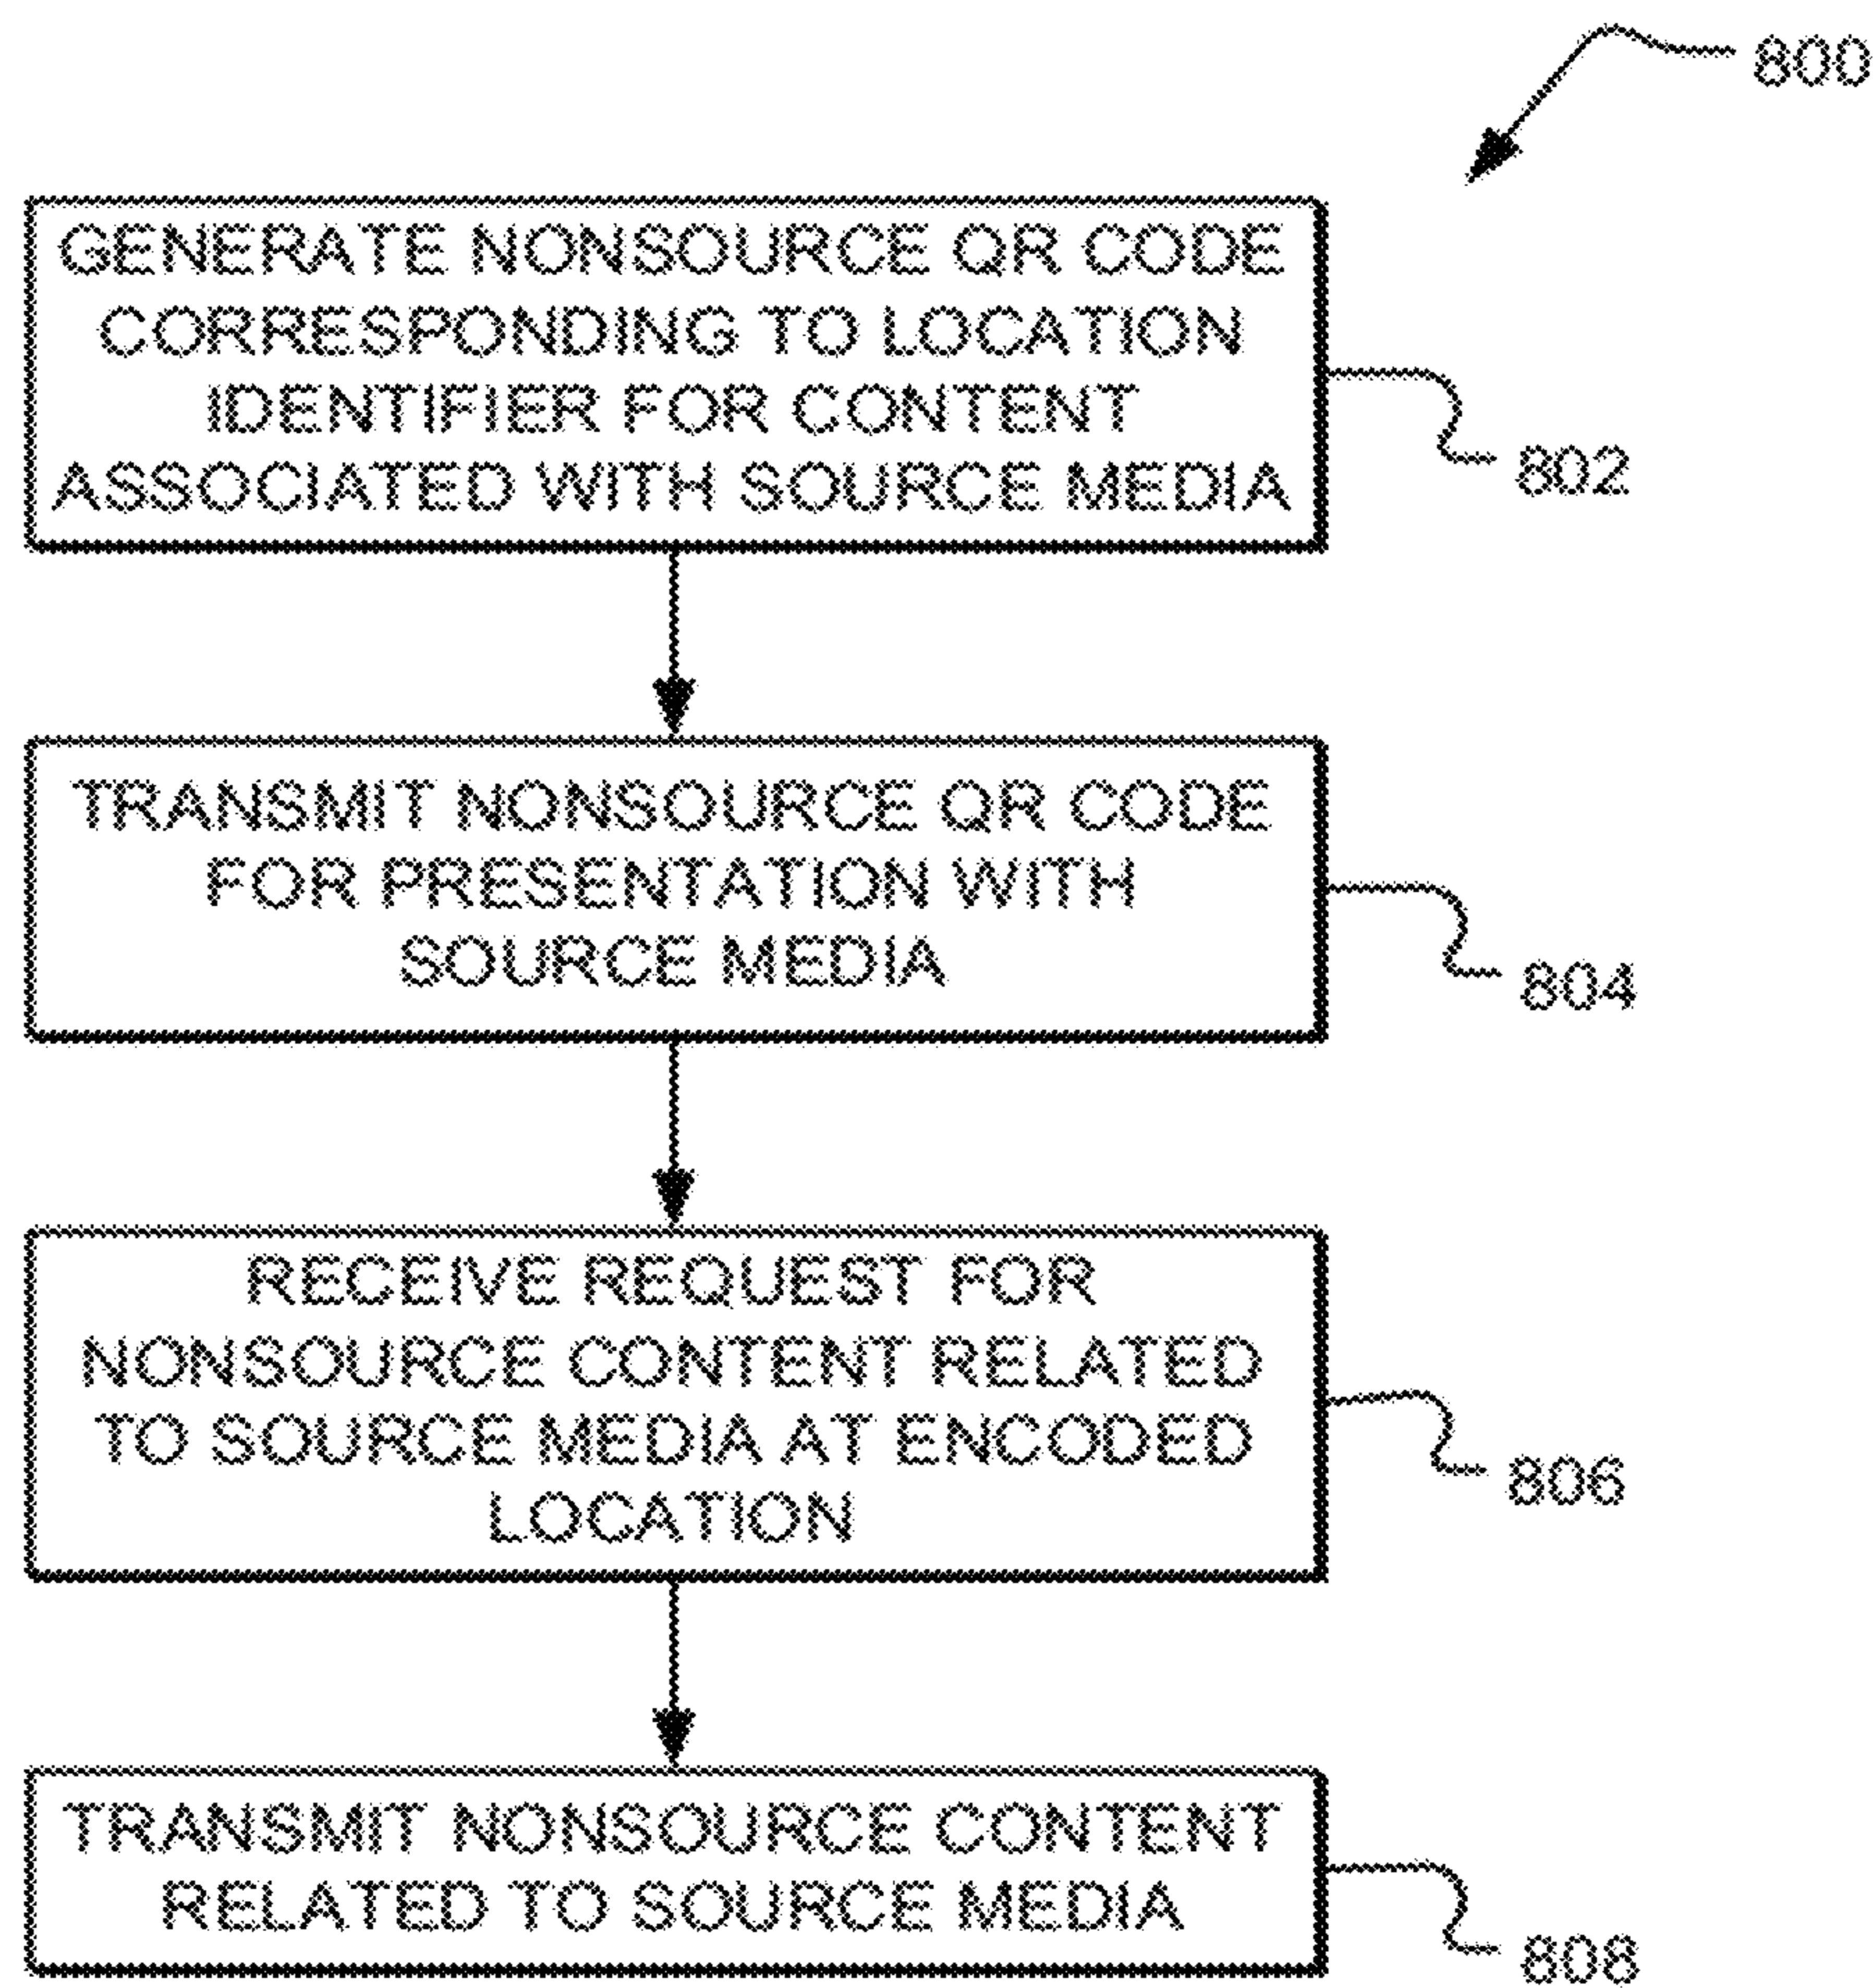 800
GENERATE NONSOURCE QR CODE
CORRESPONDING TO LOCATION
IDENTIFIER FOR CONTENT
ASSOCIATED WITH SOURCE MEDIA
802
TRANSMIT NONSOURCE QR CODE
FOR PRESENTATION WITH
SOURCE MEDIA
804
RECEIVE REQUEST FOR
NONSOURCE CONTENT RELATED
TO SOURCE MEDIA AT ENCODED
LOCATION
806
TRANSMIT NONSOURCE CONTENT
RELATED TO SOURCE MEDIA
808